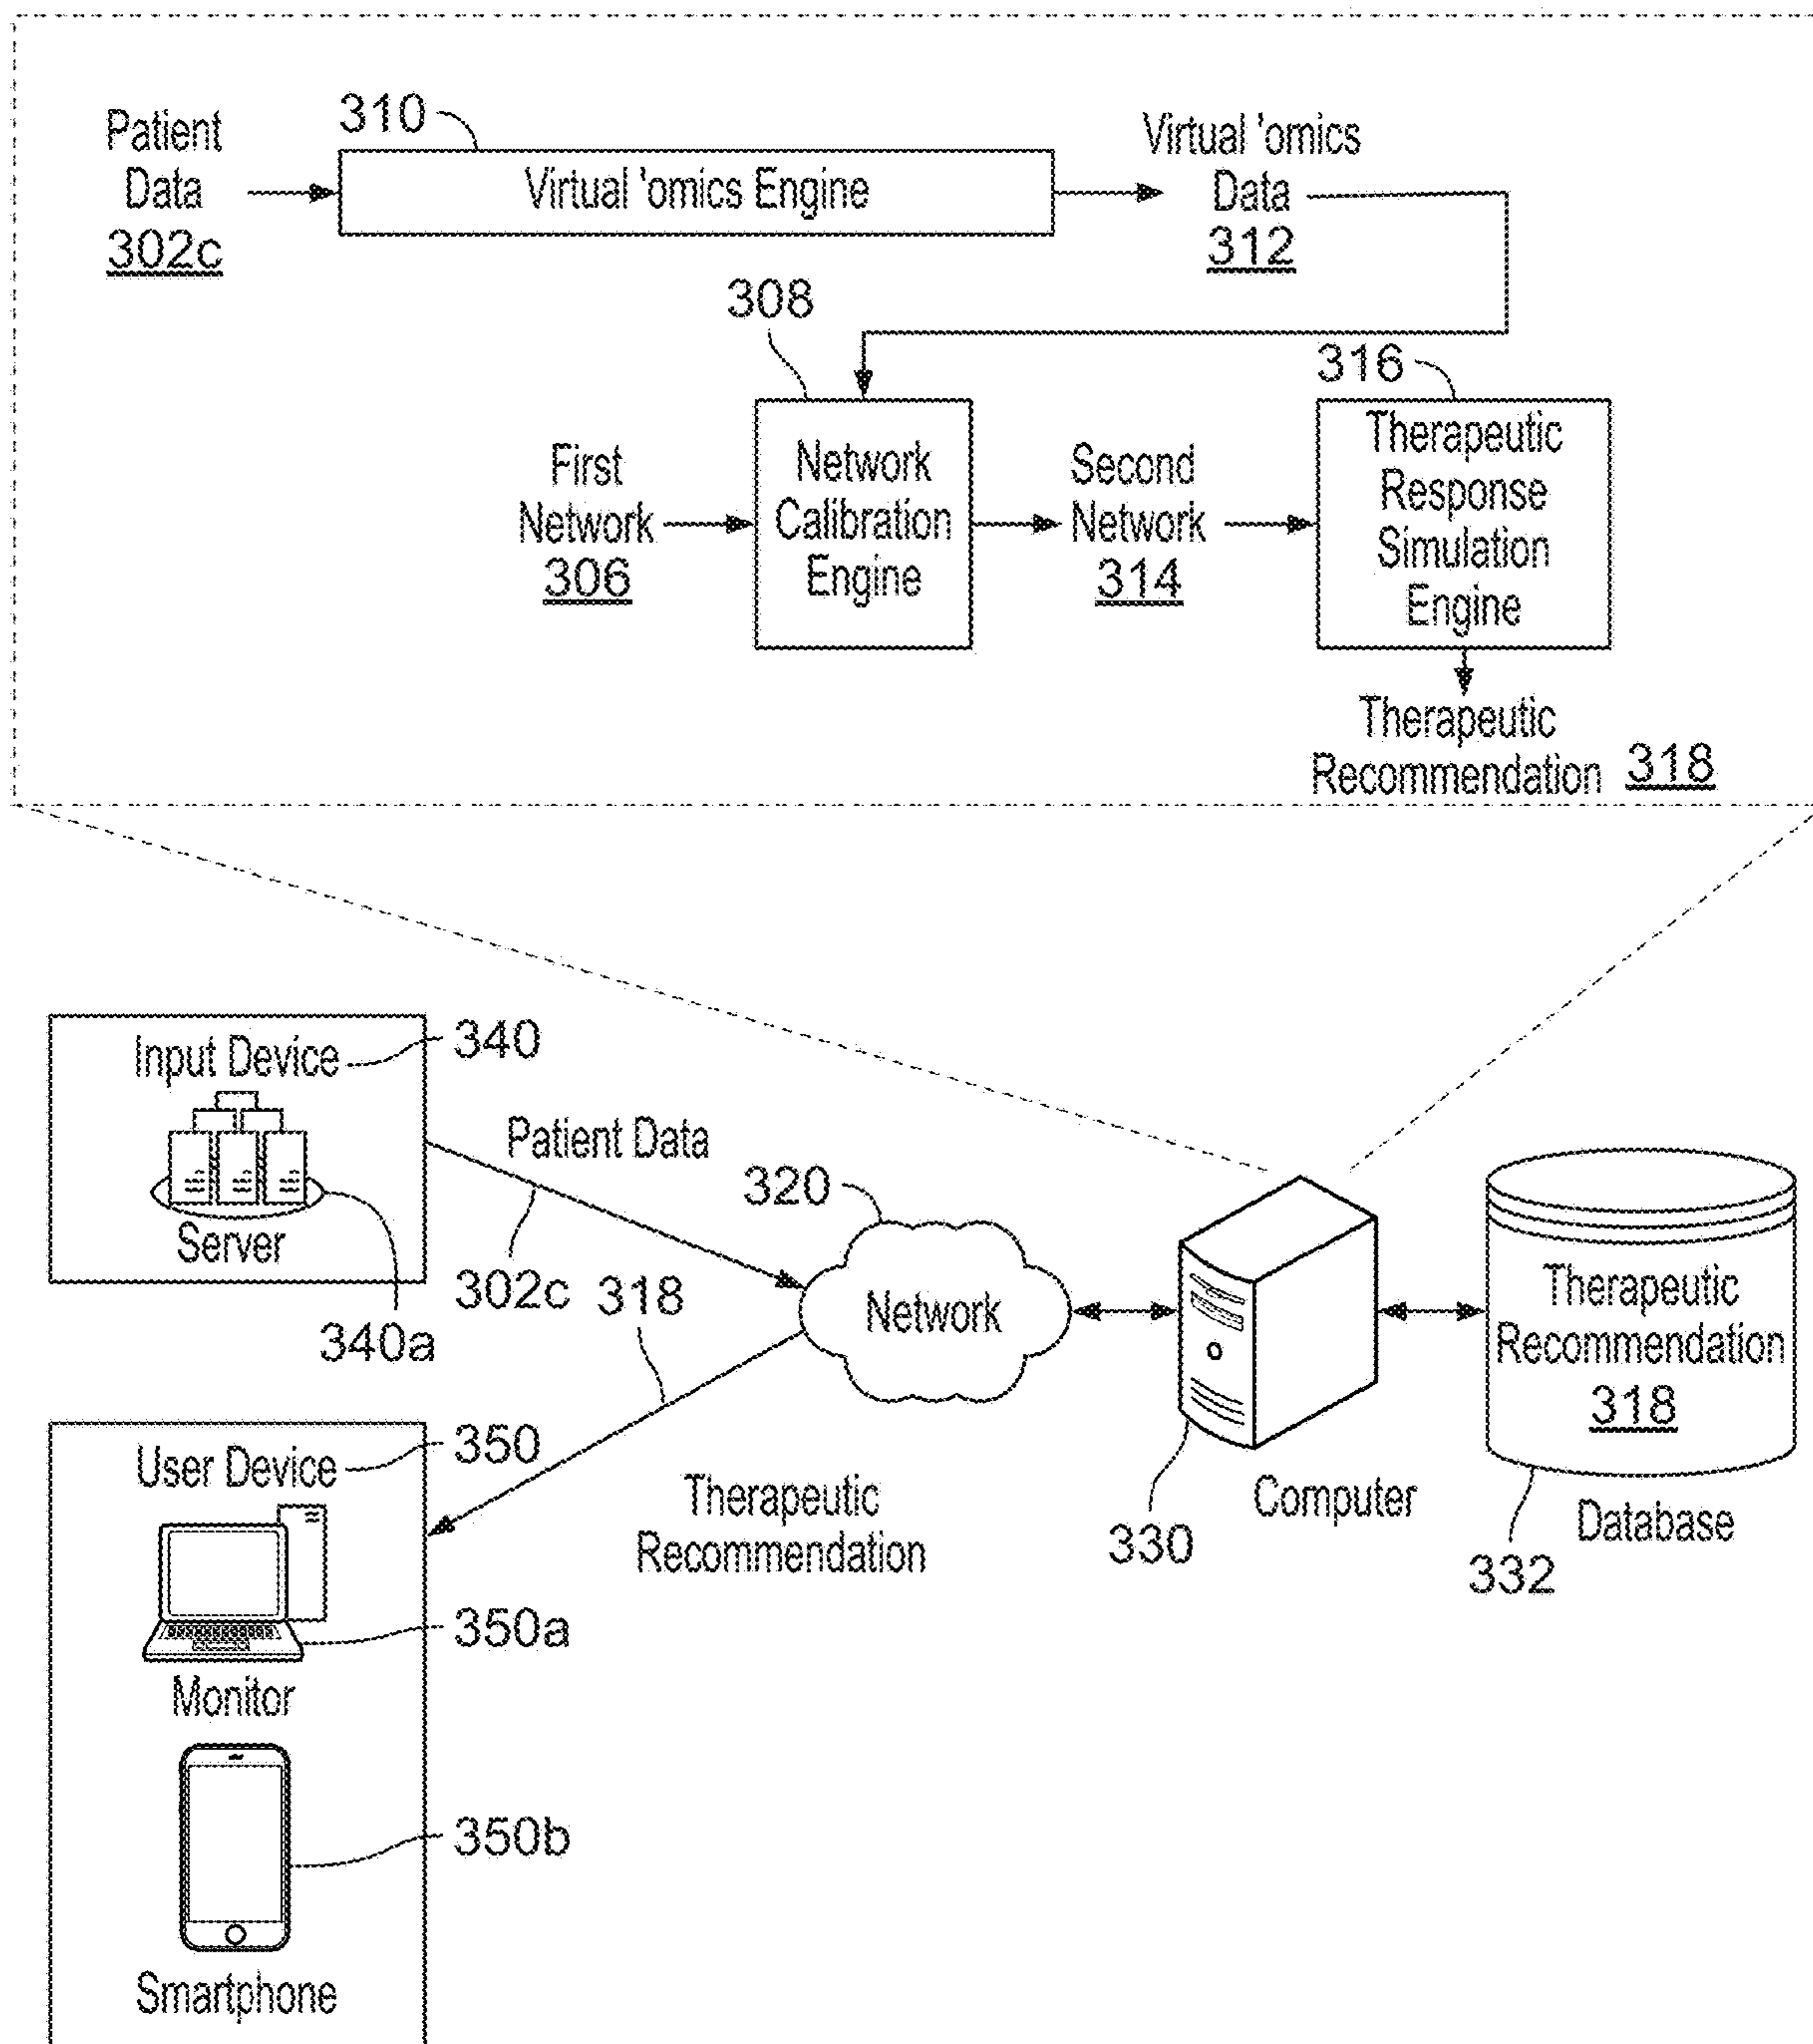 310
Patient
Data
302c
Virtual 'omics Engine
Virtual 'omics
Data
312
308
316
First
Network
306
Network
Calibration
Engine
Second
Network
314
Therapeutic
Response
Simulation
Engine
Therapeutic
Recommendation 318
Input Device
340
Server
340a
Patient Data
302c
318
320
Network
330
Computer
Therapeutic
Recommendation
318
332
Database
User Device
350
Therapeutic
Recommendation
350a
Monitor
350b
Smartphone